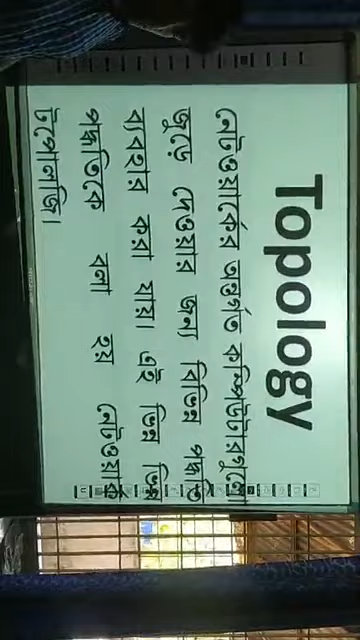 Topology
নেটওয়ার্কের অন্তর্গত কম্পিউটারগুলো
জুড়ে দেওয়ার জন্য বিভিন্ন পদ্ধতি
ব্যবহার করা যায়। এই ভিন্ন ভিন্ন
পদ্ধতিকে বলা হয় নেটওয়ার্ক
টপোলজি।